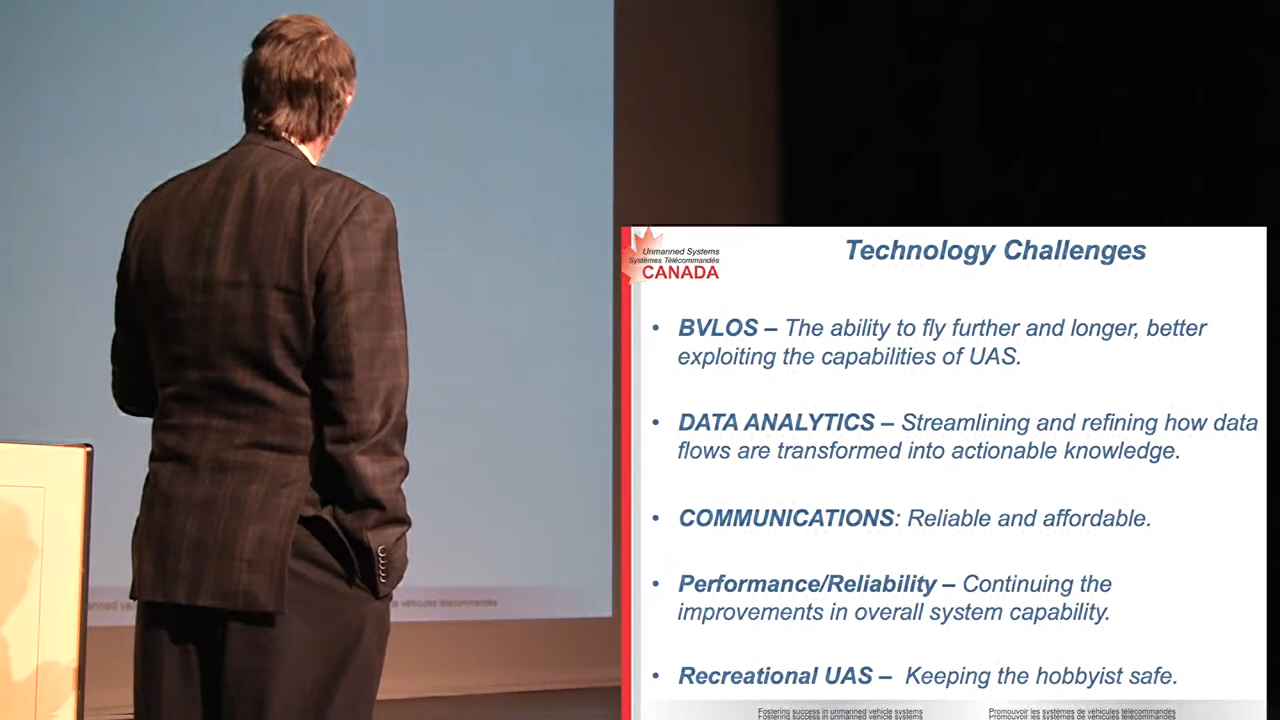 de véhicules télécommandés
Unmanned Systems
Systèmes Télécommandés
CANADA
Technology Challenges
• BVLOS – The ability to fly further and longer, better
exploiting the capabilities of UAS.
• DATA ANALYTICS – Streamlining and refining how data
flows are transformed into actionable knowledge.
• COMMUNICATIONS: Reliable and affordable.
• Performance/Reliability – Continuing the
improvements in overall system capability.
• Recreational UAS – Keeping the hobbyist safe.
Fostering success in unmanned vehicle systems
Fostering success in unmanned vehicle systems
Promouvoir les systèmes de véhicules télécommandés
Promouvoir les systèmes de véhicules télécommandés